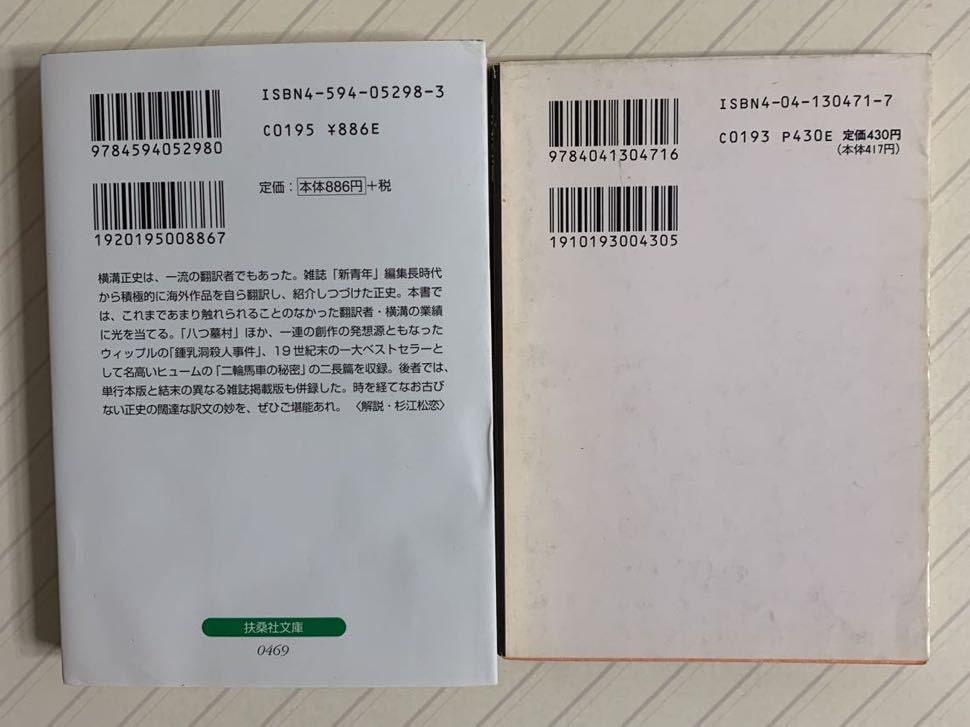 ISBN4-594-05298-3
C0195 ¥886E
9784594052980
定価：本体886円+税
1920195008867
横溝正史は、一流の翻訳者でもあった。雑誌「新青年」編集長時代
から積極的に海外作品を自ら翻訳し、紹介しつづけた正史。本書で
は、これまであまり触れられることのなかった翻訳者・横溝の業績
に光を当てる。「八つ墓村」ほか、一連の創作の発想源ともなった
ウィップルの「鍾乳洞殺人事件」、19世紀末の一大ベストセラーと
して名高いヒュームの「二輪馬車の秘密」の二長篇を収録。後者では、
単行本版と結末の異なる雑誌掲載版も併録した。時を経てなお古び
ない正史の闊達な訳文の妙を、ぜひご堪能あれ。〈解説・杉江松恋〉
扶桑社文庫
0469
ISBN4-04-130471-7
C0193 P430E 定価430円
(本体417円)
9784041304716
1910193004305